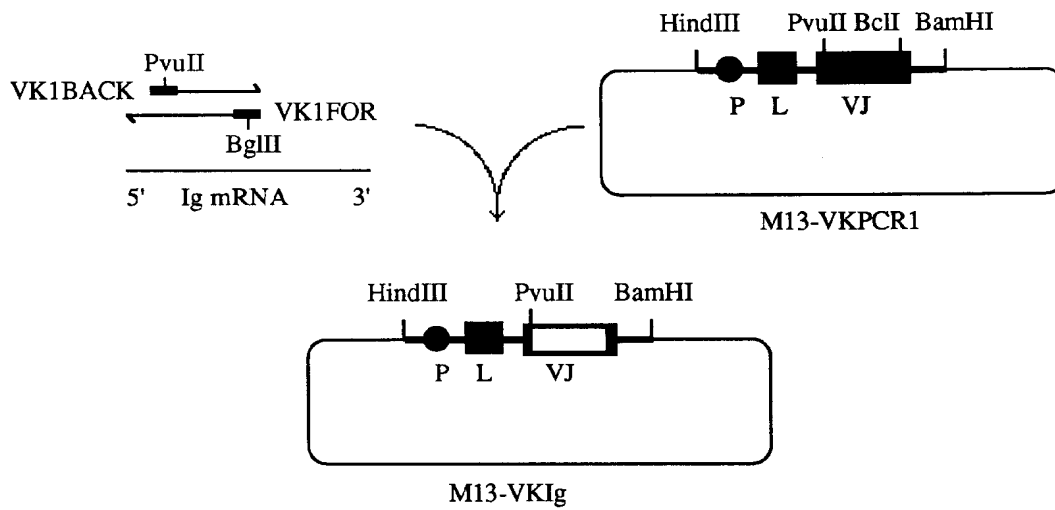 PvuII
VK1BACK
VK1FOR
BglII
5' Ig mRNA 3'
HindIII PvuII BclI BamHI
P L VJ
M13-VKPCR1
HindIII PvuII BamHI
P L VJ
M13-VKIg